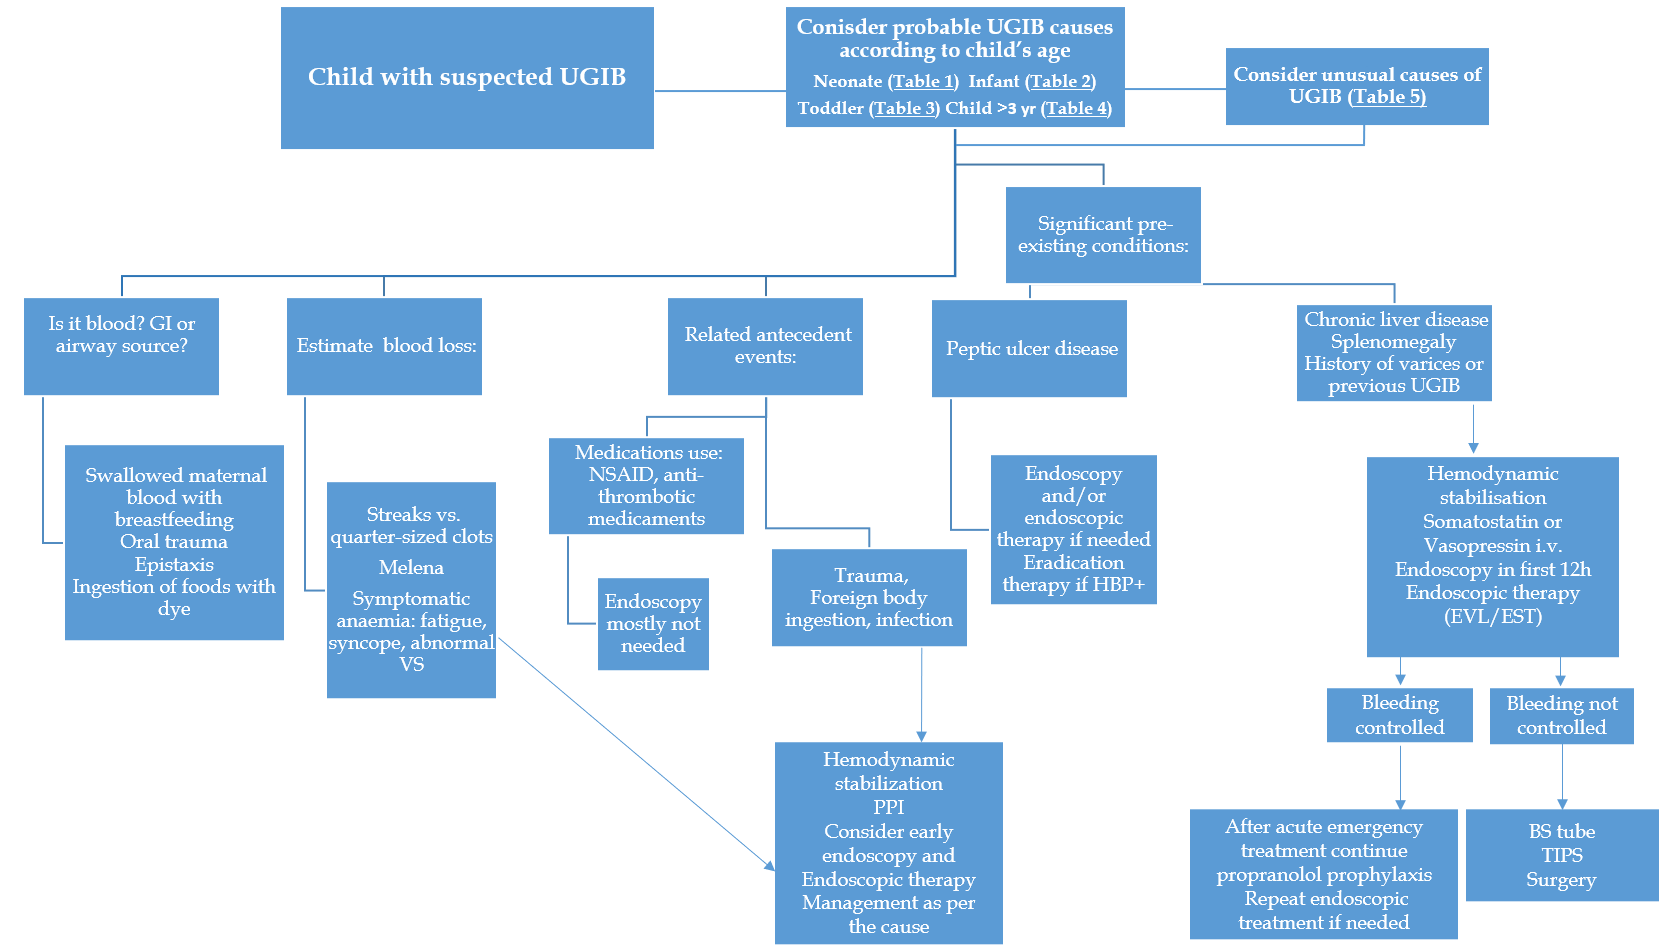 Child with suspected UGIB
Conisder probable UGIB causes
according to child's age
Neonate (Table 1)  Infant (Table 2)
Toddler (Table 3) Child >3 yr (Table 4)
Consider unusual causes of
UGIB (Table 5)
Significant pre-
existing conditions:
Is it blood? GI or
airway source?
Estimate  blood loss:
Related antecedent
events:
Peptic ulcer disease
Chronic liver disease
Splenomegaly
History of varices or
previous UGIB
Swallowed maternal
blood with
breastfeeding
Oral trauma
Epistaxis
Ingestion of foods with
dye
Streaks vs.
quarter-sized clots
Melena
Symptomatic
anaemia: fatigue,
syncope, abnormal
VS
Medications use:
NSAID, anti-
thrombotic
medicaments
Endoscopy
mostly not
needed
Trauma,
Foreign body
ingestion, infection
Endoscopy
and/or
endoscopic
therapy if needed
Eradication
therapy if HBP+
Hemodynamic
stabilisation
Somatostatin or
Vasopressin i.v.
Endoscopy in first 12h
Endoscopic therapy
(EVL/EST)
Bleeding
controlled
Bleeding not
controlled
Hemodynamic
stabilization
PPI
Consider early
endoscopy and
Endoscopic therapy
Management as per
the cause
After acute emergency
treatment continue
propranolol prophylaxis
Repeat endoscopic
treatment if needed
BS tube
TIPS
Surgery